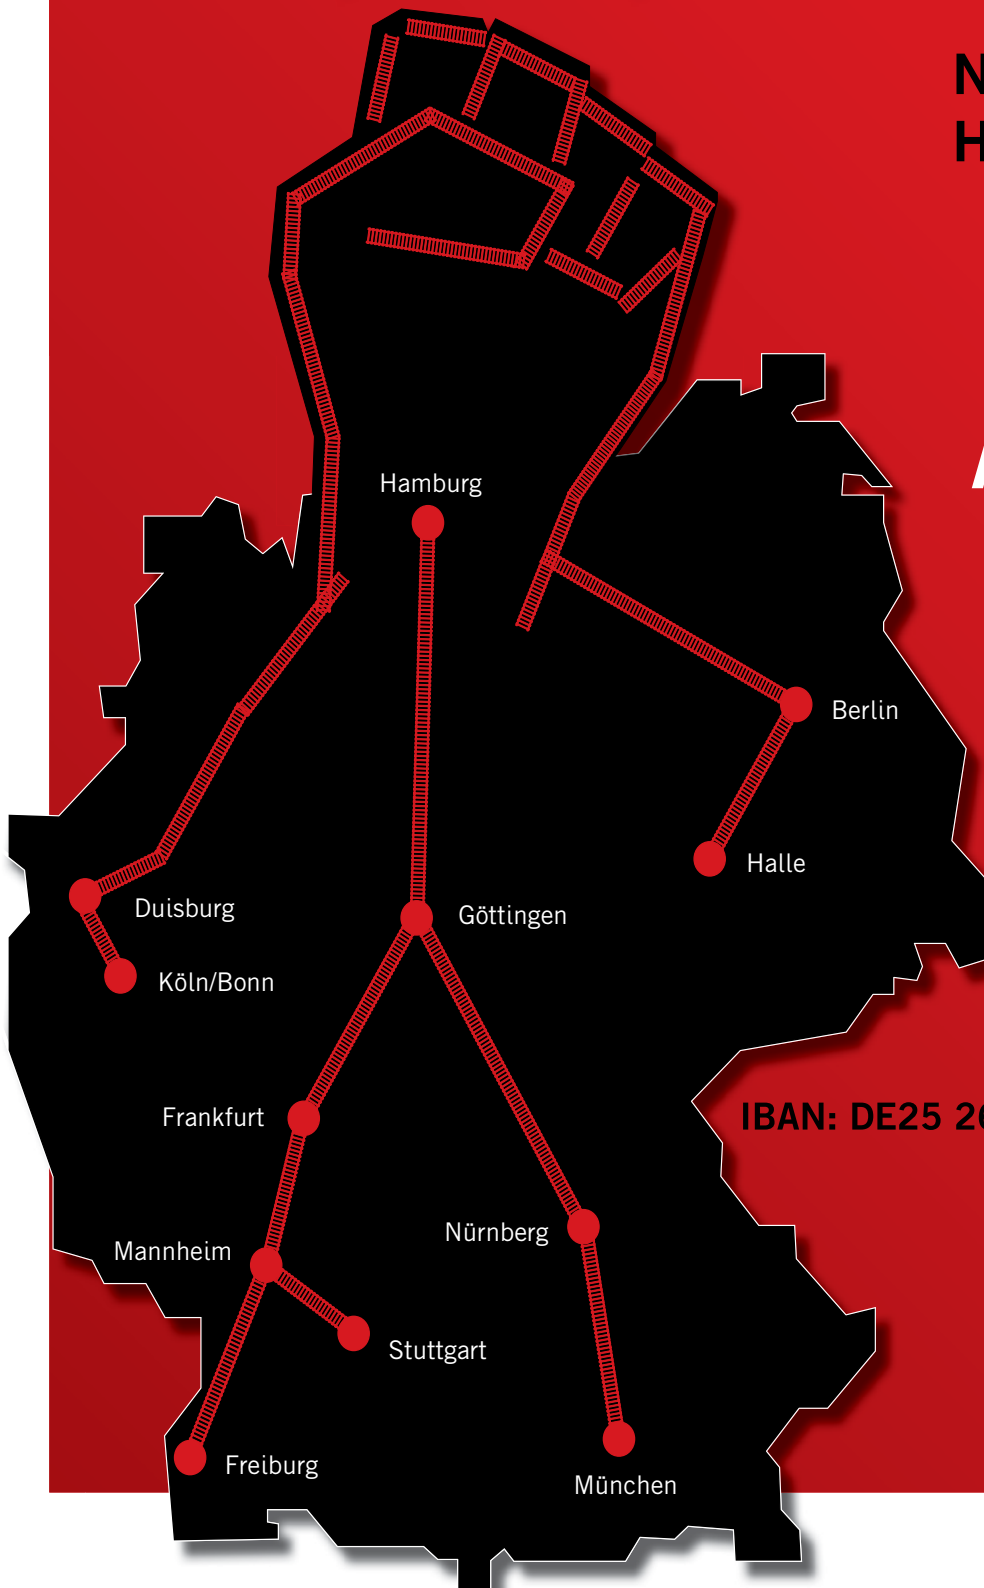 N
H
Hamburg
Berlin
Halle
Duisburg
Göttingen
Köln/Bonn
Frankfurt
IBAN: DE25
Nürnberg
Mannheim
Stuttgart
Freiburg
München